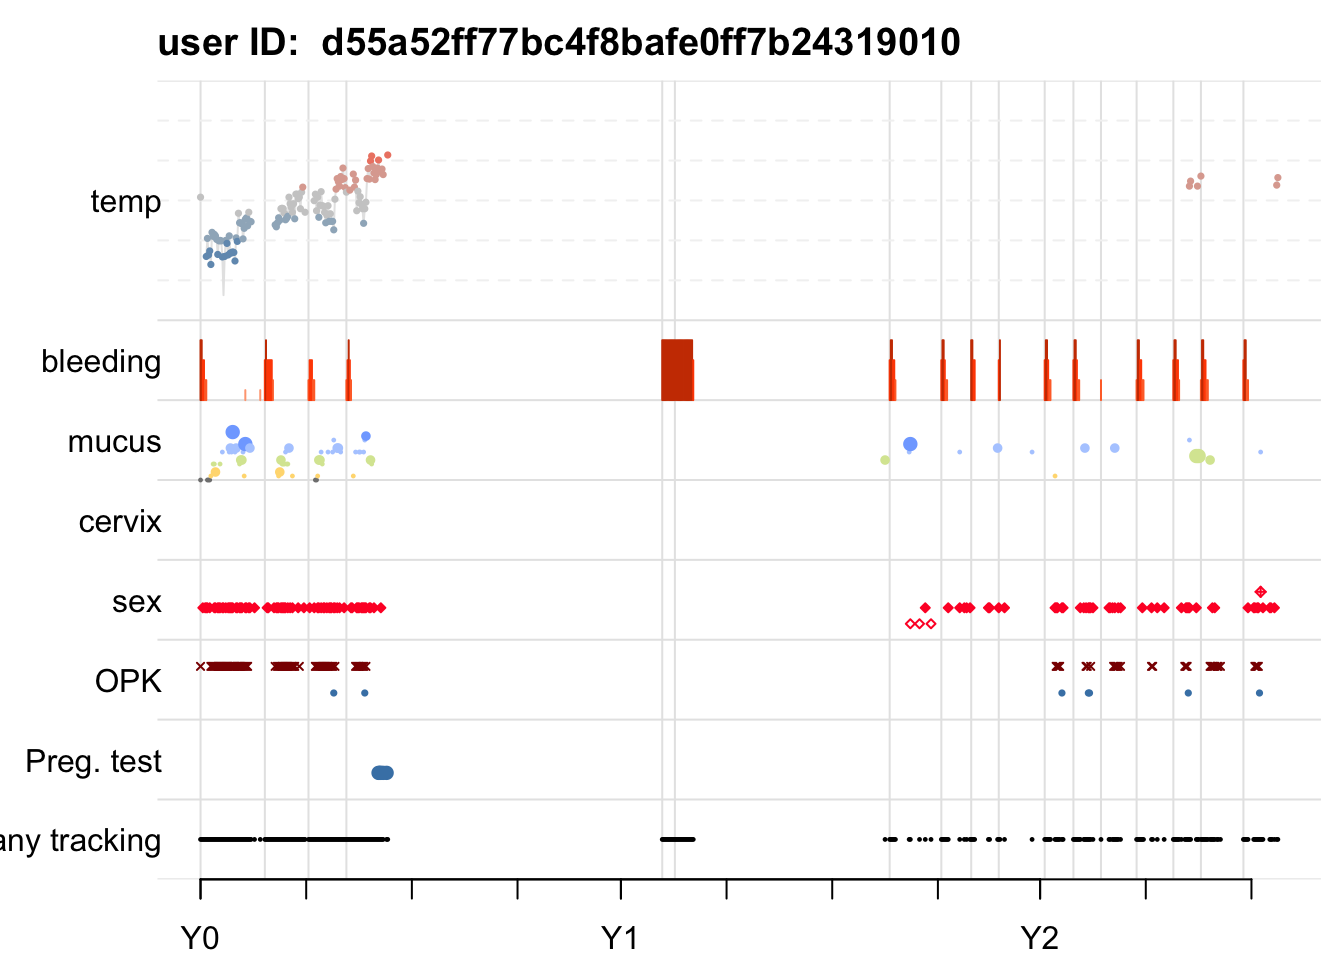 user ID:  d55a52ff77bc4f8bafe0ff7b24319010
temp
bleeding
mucus
cervix
sex
OPK
Preg. test
any tracking
Y0 Y1 Y2